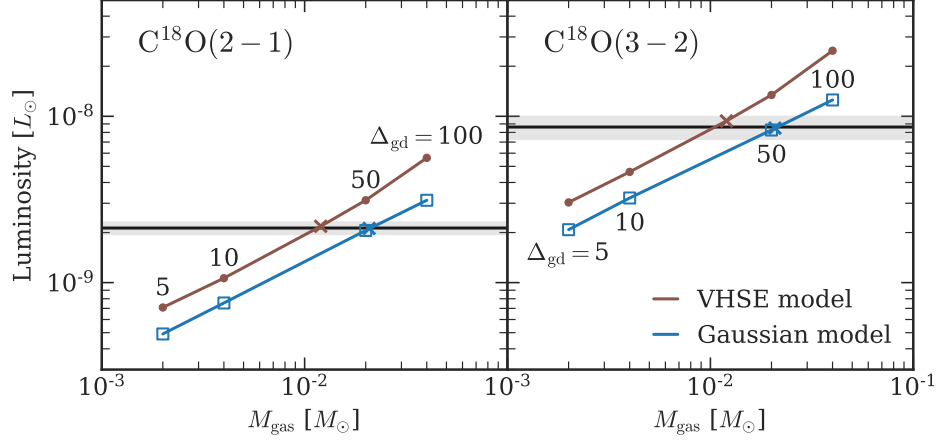 C¹⁸O(2−1)
C¹⁸O(3−2)
Luminosity [L☉]
10⁻⁸
10⁻⁹
Δgd = 100
50
10
5
100
50
10
Δgd = 5
VHSE model
Gaussian model
10⁻³
10⁻²
10⁻³
10⁻²
10⁻¹
Mgas [M☉]
Mgas [M☉]